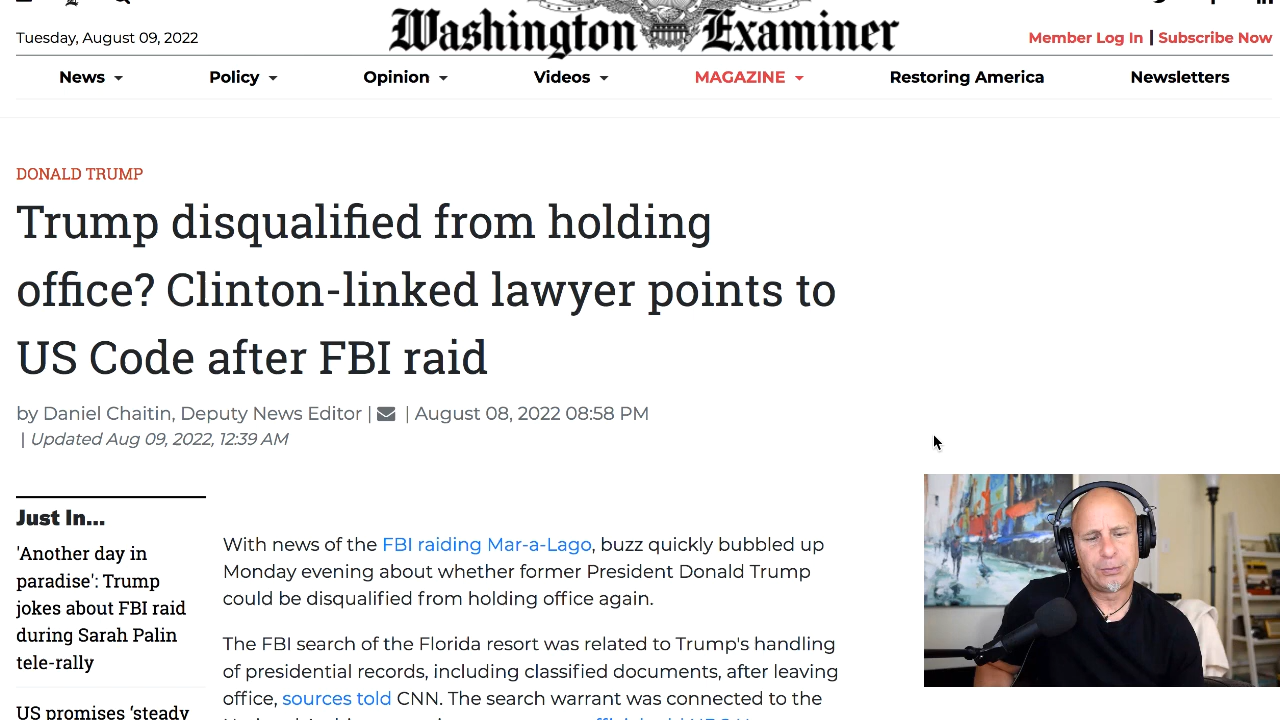 Washington Examiner
Tuesday, August 09, 2022
Member Log In | Subscribe Now
News Policy Opinion Videos MAGAZINE Restoring America Newsletters
DONALD TRUMP
Trump disqualified from holding
office? Clinton-linked lawyer points to
US Code after FBI raid
by Daniel Chaitin, Deputy News Editor | | August 08, 2022 08:58 PM
| Updated Aug 09, 2022, 12:39 AM
Just In...
'Another day in
paradise': Trump
jokes about FBI raid
during Sarah Palin
tele-rally
US promises ‘steady
With news of the FBI raiding Mar-a-Lago, buzz quickly bubbled up
Monday evening about whether former President Donald Trump
could be disqualified from holding office again.
The FBI search of the Florida resort was related to Trump's handling
of presidential records, including classified documents, after leaving
office, sources told CNN. The search warrant was connected to the